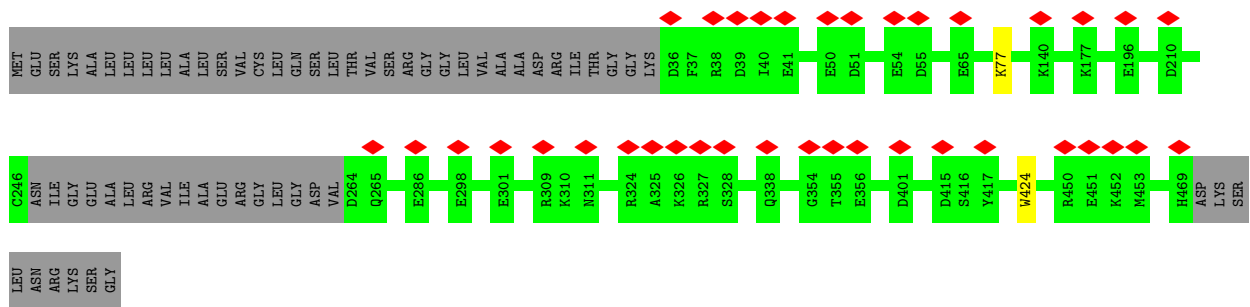 MET GLU SER LYS ALA LEU LEU LEU LEU ALA LEU SER VAL CYS LEU GLN SER LEU THR VAL SER ARG GLY GLY LEU VAL ALA ALA ASP ARG ILE THR GLY GLY LYS D36 F37 R38 D39 I40 E41 E50 D51 E54 D55 E65 K77 K140 K177 E196 D210
C246 ASN ILE GLY GLU ALA LEU ARG VAL ILE ALA GLU ARG GLY LEU GLY ASP VAL D264 Q265 E286 E298 E301 R309 K310 N311 R324 A325 K326 R327 S328 Q338 G354 T355 E356 D401 D415 S416 Y417 W424 R450 E451 K452 M453 H469 ASP LYS SER
LEU ASN ARG LYS SER GLY